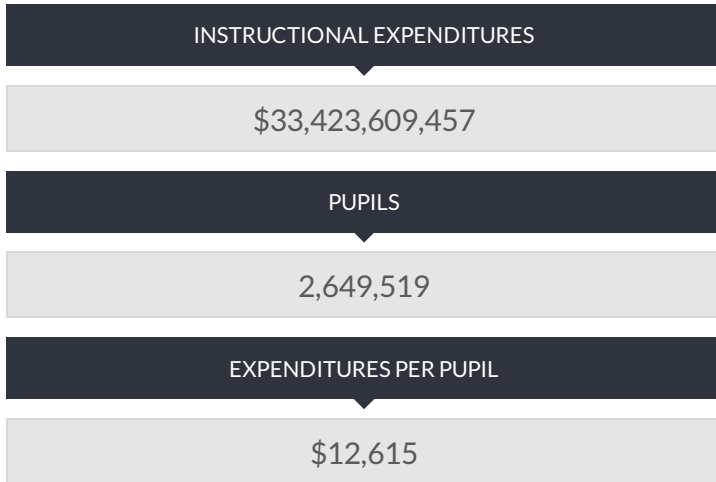 INSTRUCTIONAL EXPENDITURES
$33,423,609,457
PUPILS
2,649,519
EXPENDITURES PER PUPIL
$12,615